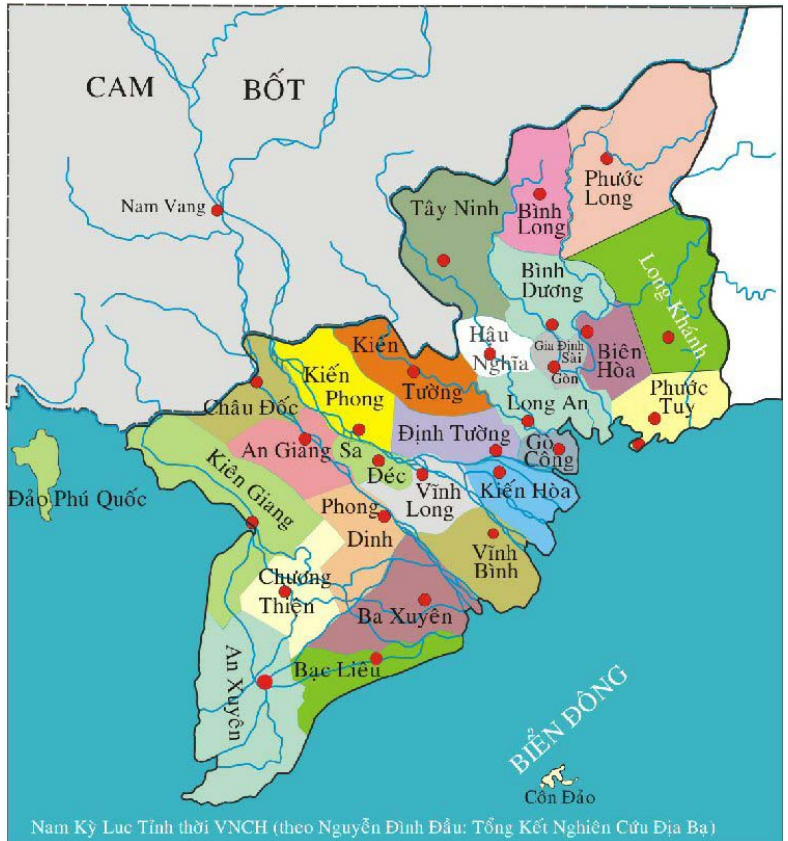 CAM
BỐT
Nam Vang
Tây Ninh
Bình
Long
Phước
Long
Bình
Dương
Long Khánh
Hâu
Nghĩa
Gia Định
Sài
Gòn
Biên
Hòa
Phước
Tuy
Kiến
Tường
Kiến
Phong
Châu Đốc
Long An
Định Tường
Gò
Công
An Giang
Sa
Déc
Vĩnh
Long
Kiến Hòa
Kiên Giang
Đảo Phú Quốc
Phong
Dinh
Vĩnh
Bình
Chương
Thiện
Ba Xuyên
An Xuyên
Bạc Liêu
BIỂN ĐÔNG
Côn Đảo
Nam Kỳ Luc Tỉnh thời VNCH (theo Nguyễn Đình Đầu: Tổng Kết Nghiên Cứu Địa Bạ)